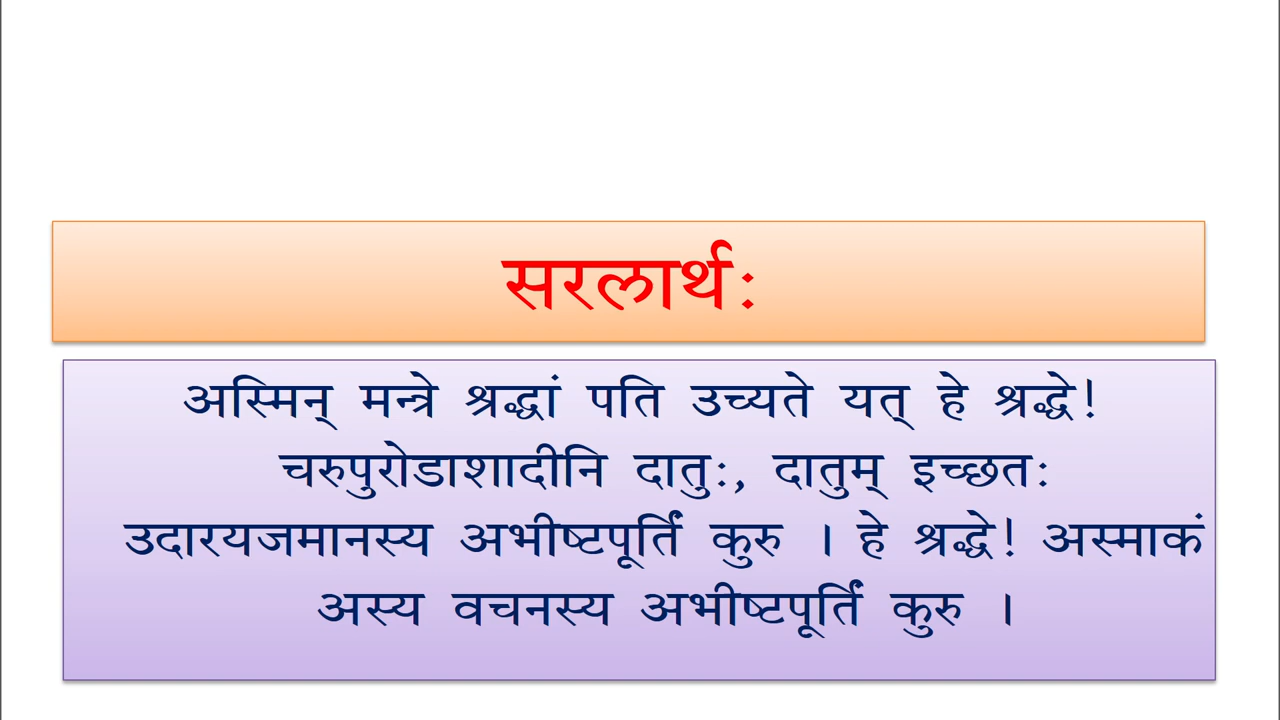 सरलार्थः
अस्मिन् मन्त्रे श्रद्धां पति उच्यते यत् हे श्रद्धे!
चरुपुरोडाशादीनि दातुः, दातुम् इच्छतः
उदारयजमानस्य अभीष्टपूर्तिं कुरु । हे श्रद्धे! अस्माकं
अस्य वचनस्य अभीष्टपूर्तिं कुरु ।